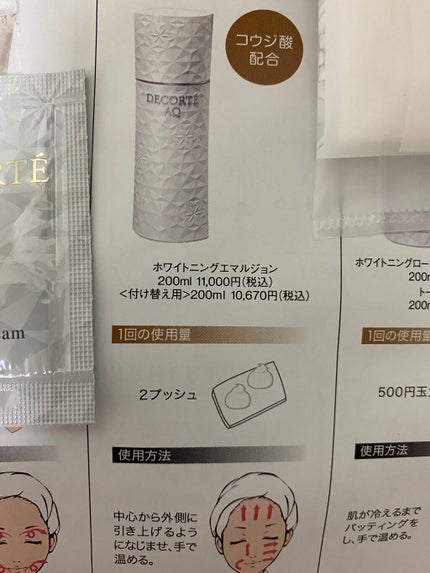 コウジ酸
配合
DECORTÉ
AQ
RTÉ
ホワイトニングエマルジョン
200ml 11,000円(税込)
<付け替え用>200ml 10,670円(税込)
1回の使用量
2プッシュ
使用方法
中心から外側に
引き上げるよう
になじませ、手で
温める。
eam
ホワイトニングロー
200m
ト
200m
1回の使用量
500円玉
使用方法
肌が冷えるまで
パッティングを
し、手で温める。